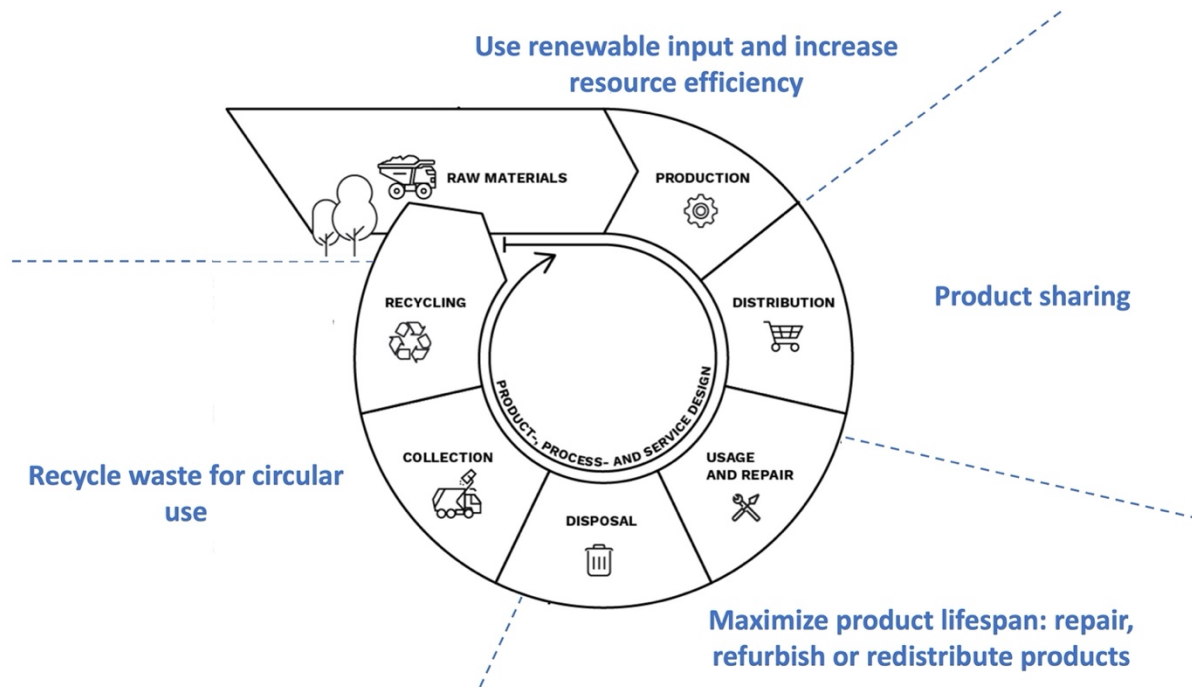 Use renewable input and increase
resource efficiency
RAW MATERIALS
PRODUCTION
RECYCLING
DISTRIBUTION
Product sharing
PRODUCT-, PROCESS- AND SERVICE DESIGN
COLLECTION
USAGE
AND REPAIR
Recycle waste for circular
use
DISPOSAL
Maximize product lifespan: repair,
refurbish or redistribute products